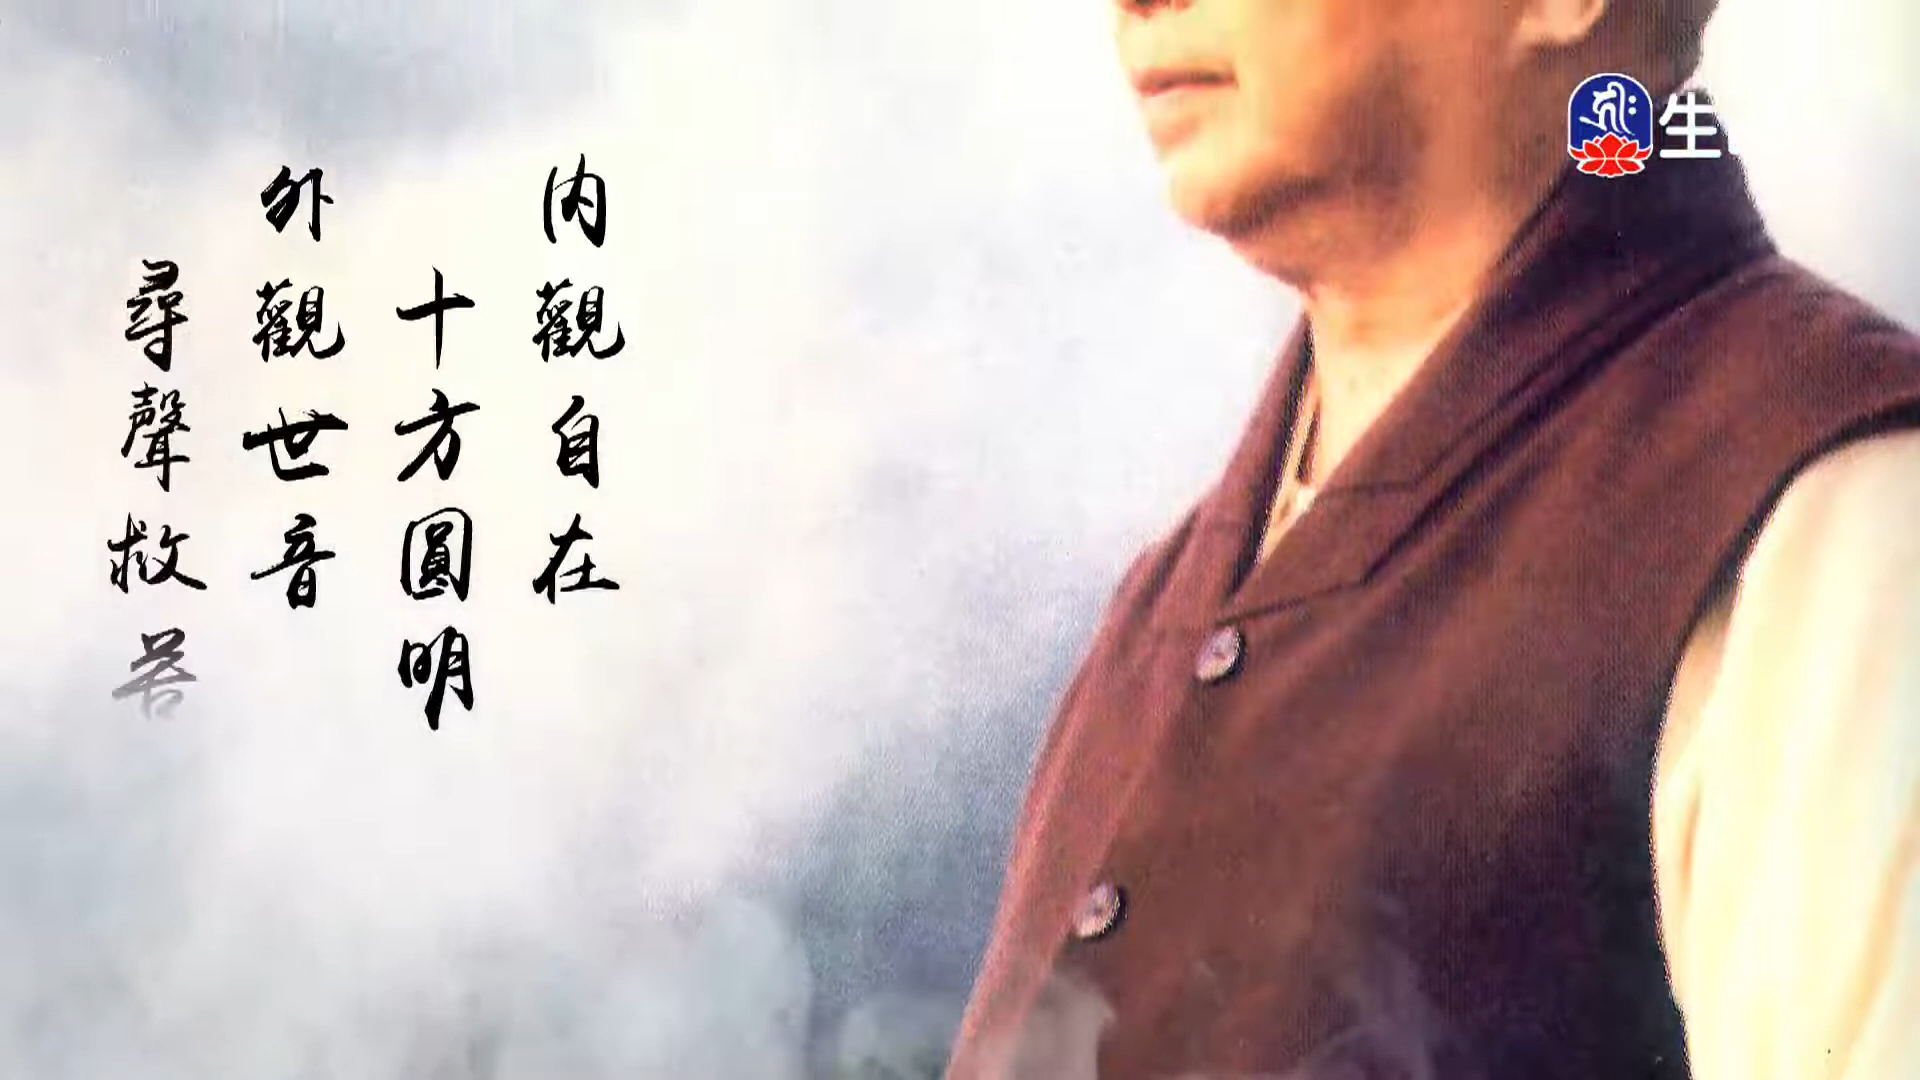 內觀自在
十方圓明
外觀世音
尋聲救苦
生